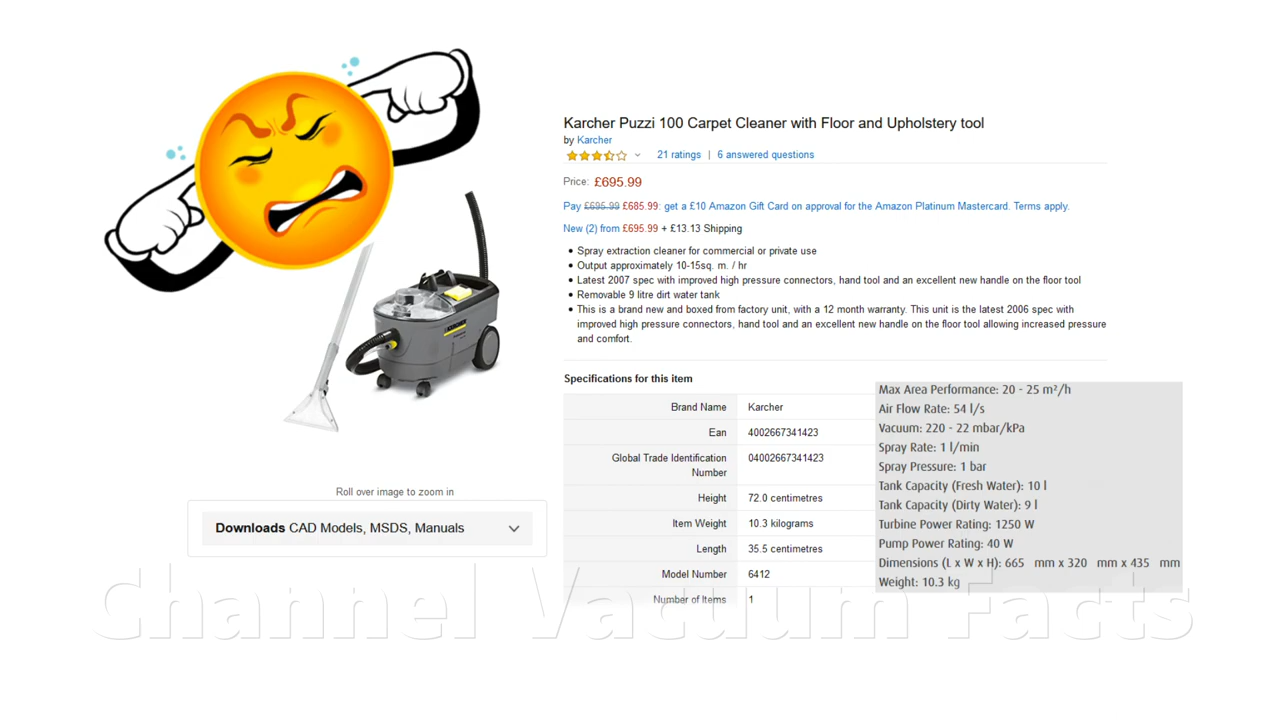 Karcher Puzzi 100 Carpet Cleaner with Floor and Upholstery tool
by Karcher
21 ratings | 6 answered questions
Price: £695.99
Pay £695.99 £685.99: get a £10 Amazon Gift Card on approval for the Amazon Platinum Mastercard. Terms apply.
New (2) from £695.99 + £13.13 Shipping
• Spray extraction cleaner for commercial or private use
• Output approximately 10-15sq. m. / hr
• Latest 2007 spec with improved high pressure connectors, hand tool and an excellent new handle on the floor tool
• Removable 9 litre dirt water tank
• This is a brand new and boxed from factory unit, with a 12 month warranty. This unit is the latest 2006 spec with
improved high pressure connectors, hand tool and an excellent new handle on the floor tool allowing increased pressure
and comfort.
Roll over image to zoom in
Downloads CAD Models, MSDS, Manuals
Specifications for this item
Brand Name Karcher
Ean 4002667341423
Global Trade Identification 04002667341423
Number
Height 72.0 centimetres
Item Weight 10.3 kilograms
Length 35.5 centimetres
Model Number 6412
Number of Items 1
Max Area Performance: 20 - 25 m²/h
Air Flow Rate: 54 l/s
Vacuum: 220 - 22 mbar/kPa
Spray Rate: 1 l/min
Spray Pressure: 1 bar
Tank Capacity (Fresh Water): 10 l
Tank Capacity (Dirty Water): 9 l
Turbine Power Rating: 1250 W
Pump Power Rating: 40 W
Dimensions (L x W x H): 665 mm x 320 mm x 435 mm
Weight: 10.3 kg
Channel Vacuum Facts